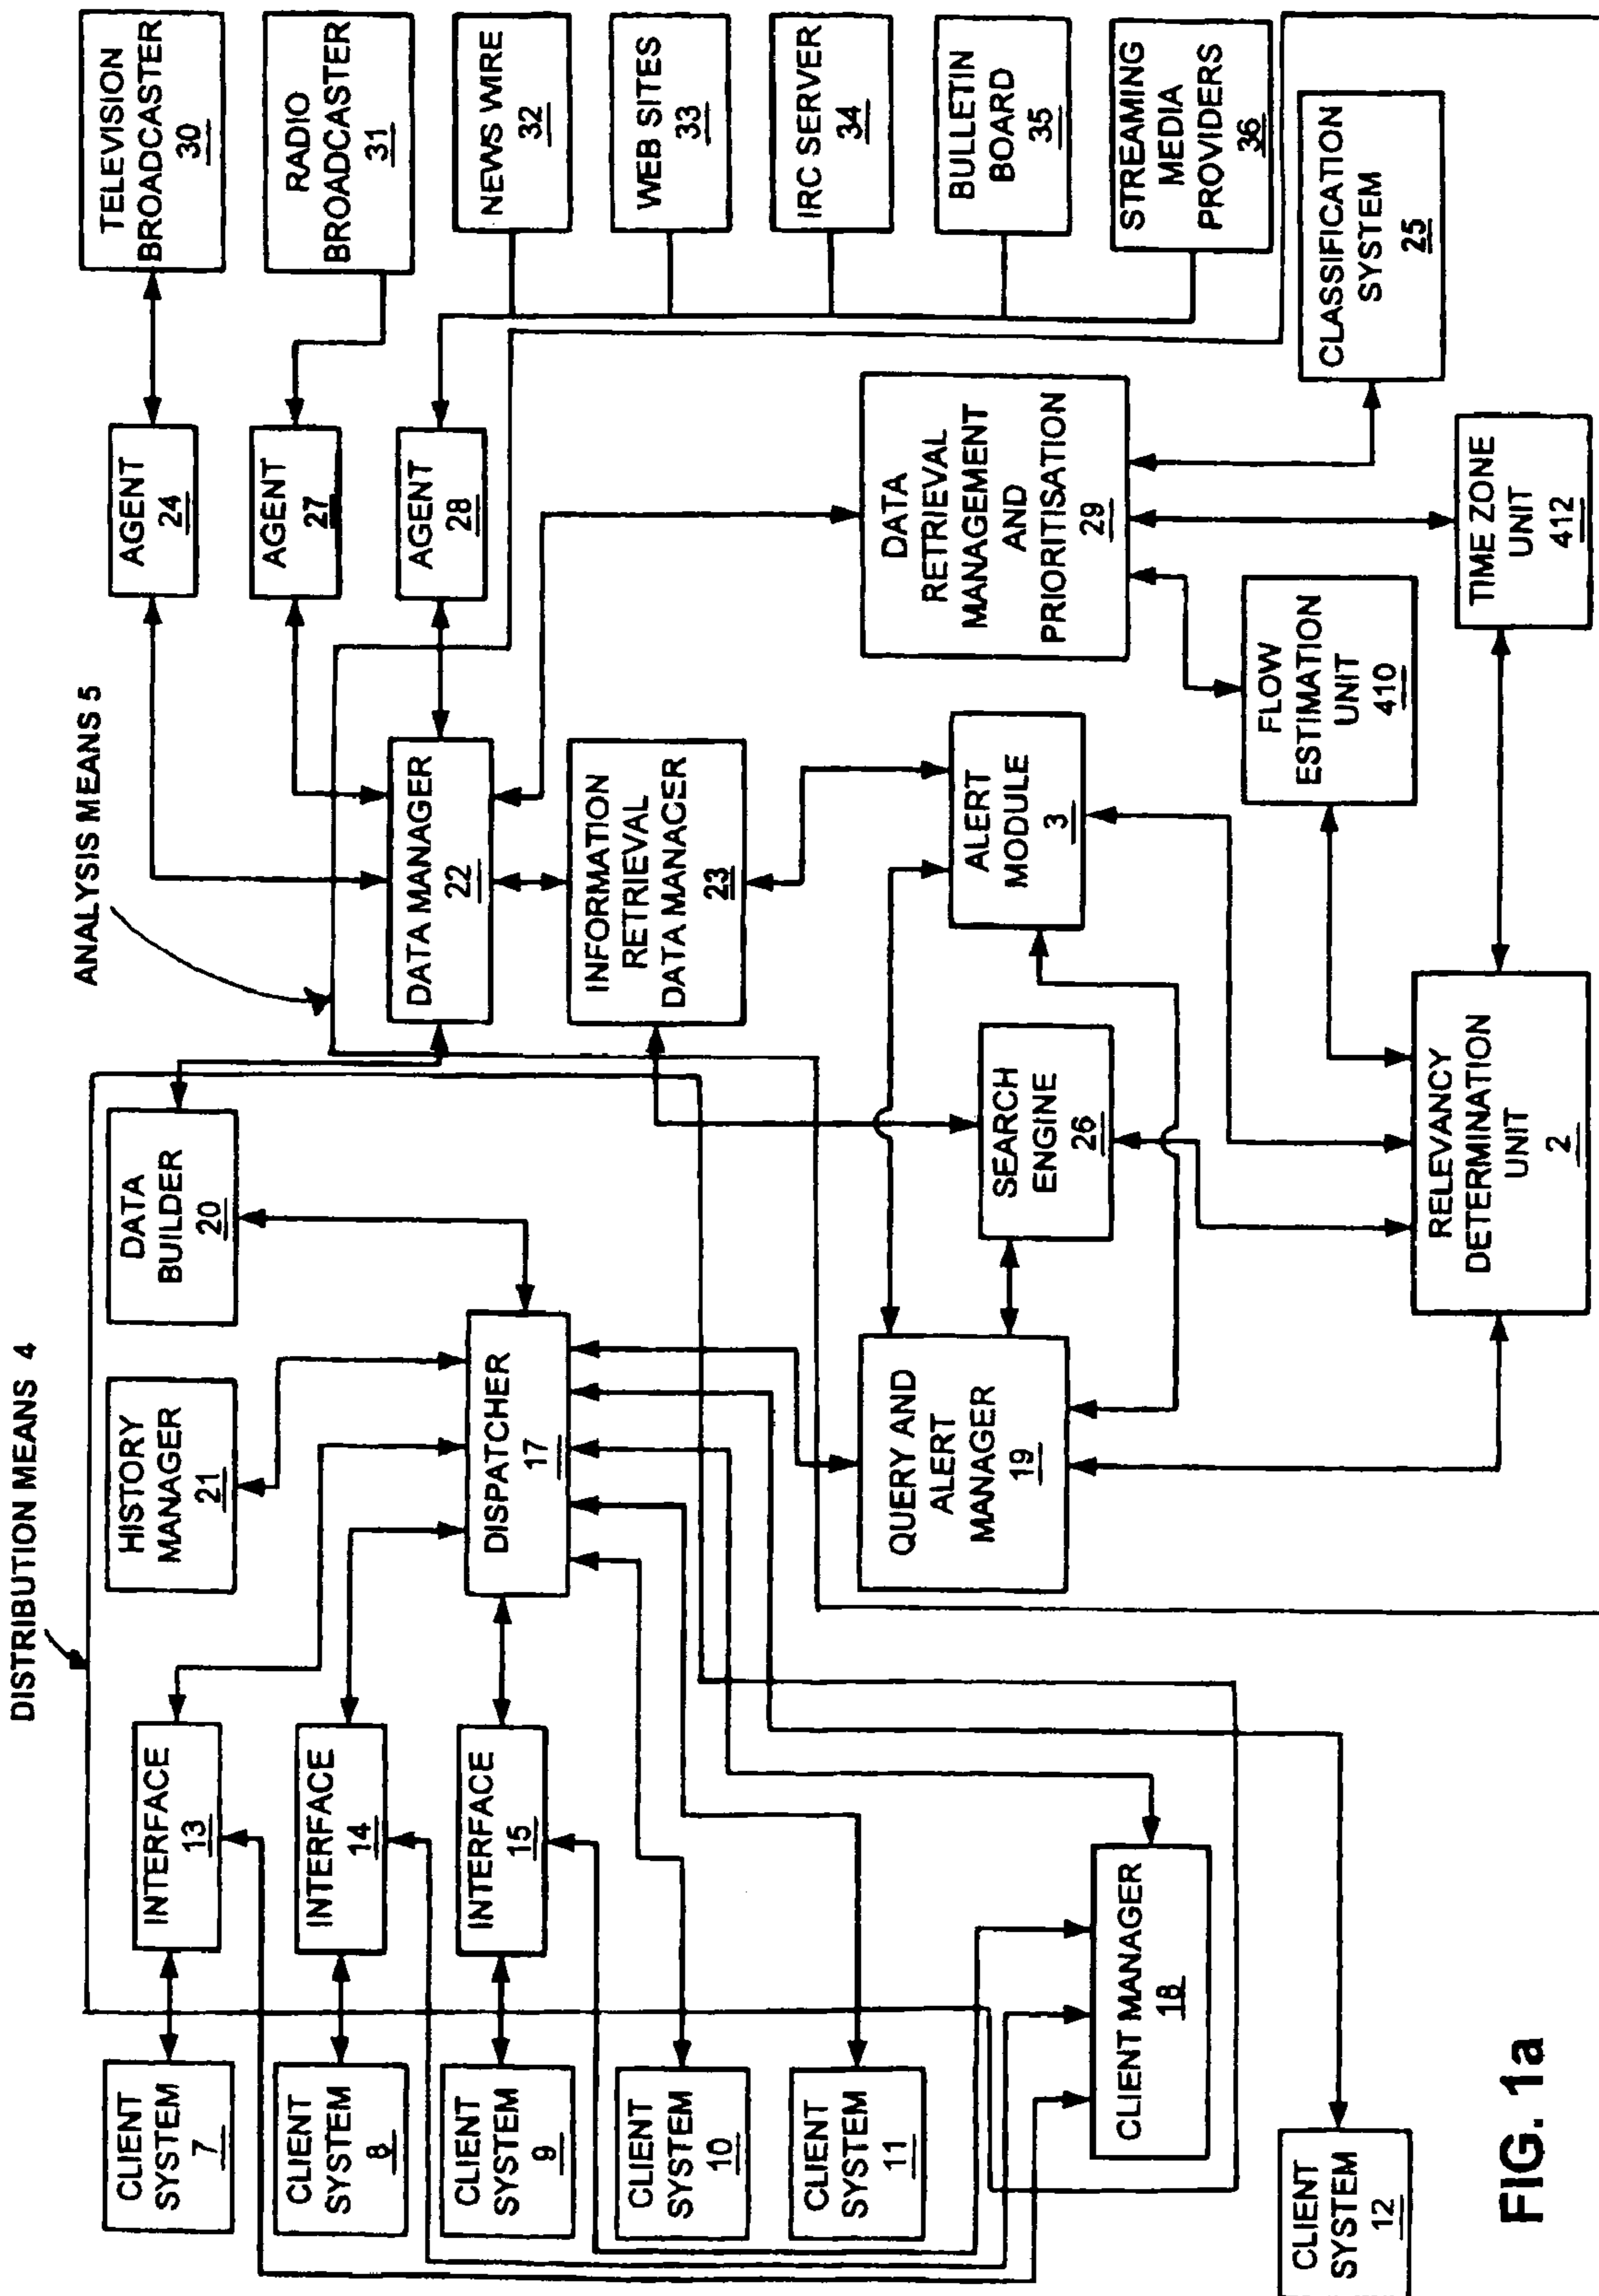 DISTRIBUTION MEANS 4
ANALYSIS MEANS 5
CLIENT
SYSTEM
7
CLIENT
SYSTEM
8
CLIENT
SYSTEM
9
CLIENT
SYSTEM
10
CLIENT
SYSTEM
11
CLIENT
SYSTEM
12
INTERFACE
13
INTERFACE
14
INTERFACE
15
CLIENT MANAGER
18
HISTORY
MANAGER
21
DATA
BUILDER
20
DISPATCHER
17
QUERY AND
ALERT
MANAGER
19
SEARCH
ENGINE
26
RELEVANCY
DETERMINATION
UNIT
2
DATA MANAGER
22
INFORMATION
RETRIEVAL
DATA MANACER
23
ALERT
MODULE
3
FLOW
ESTIMATION
UNIT
410
TIME ZONE
UNIT
412
DATA
RETRIEVAL
MANAGEMENT
AND
PRIORITISATION
29
AGENT
24
AGENT
27
AGENT
28
TELEVISION
BROADCASTER
30
RADIO
BROADCASTER
31
NEWS WIRE
32
WEB SITES
33
IRC SERVER
34
BULLETIN
BOARD
35
STREAMING
MEDIA
PROVIDERS
36
CLASSIFICATION
SYSTEM
25
FIG. 1a